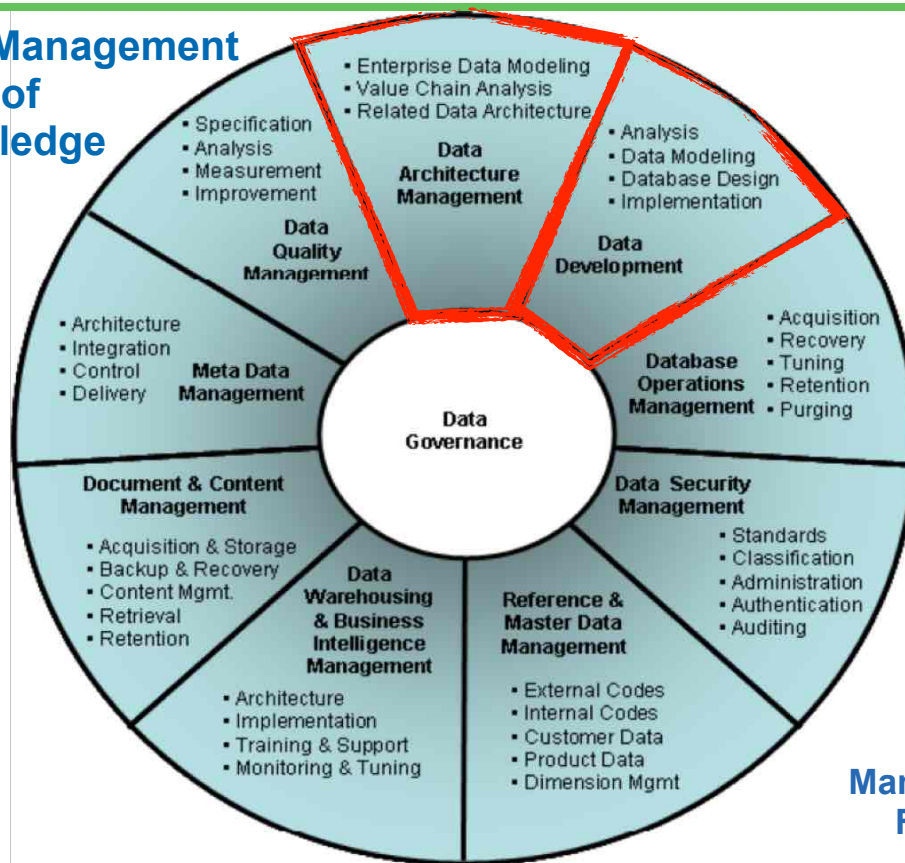 Management
of
ledge
▪ Enterprise Data Modeling
▪ Value Chain Analysis
▪ Related Data Architecture
Data
Architecture
Management
▪ Analysis
▪ Data Modeling
▪ Database Design
▪ Implementation
Data
Development
▪ Acquisition
▪ Recovery
▪ Tuning
▪ Retention
▪ Purging
Database
Operations
Management
Data Security
Management
▪ Standards
▪ Classification
▪ Administration
▪ Authentication
▪ Auditing
Reference &
Master Data
Management
▪ External Codes
▪ Internal Codes
▪ Customer Data
▪ Product Data
▪ Dimension Mgmt
Data
Warehousing
& Business
Intelligence
Management
▪ Architecture
▪ Implementation
▪ Training & Support
▪ Monitoring & Tuning
Document & Content
Management
▪ Acquisition & Storage
▪ Backup & Recovery
▪ Content Mgmt.
▪ Retrieval
▪ Retention
▪ Architecture
▪ Integration
▪ Control
▪ Delivery
Meta Data
Management
▪ Specification
▪ Analysis
▪ Measurement
▪ Improvement
Data
Quality
Management
Data
Governance
Man
F